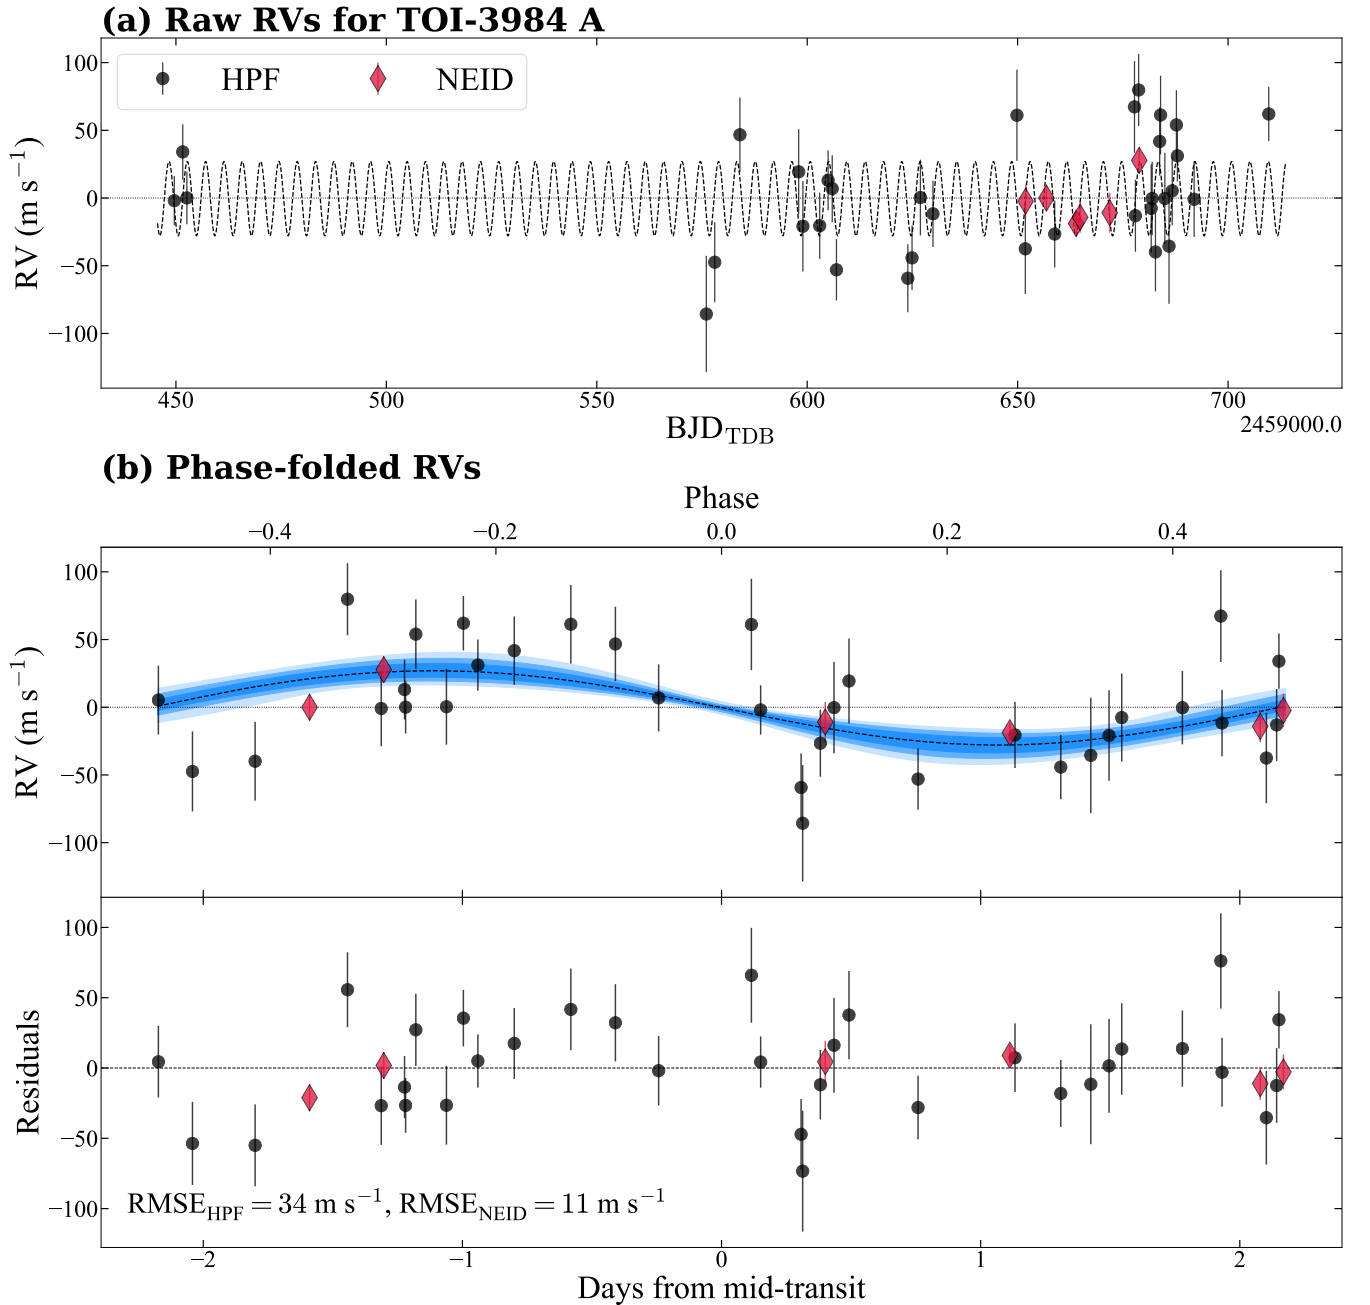 (a) Raw RVs for TOI-3984 A
HPF NEID
RV (m s⁻¹)
100
50
0
−50
−100
450 500 550 600 650 700
BJD_TDB
2459000.0
(b) Phase-folded RVs
Phase
−0.4 −0.2 0.0 0.2 0.4
RV (m s⁻¹)
100
50
0
−50
−100
Residuals
100
50
0
−50
−100
RMSE_HPF = 34 m s⁻¹, RMSE_NEID = 11 m s⁻¹
−2 −1 0 1 2
Days from mid-transit